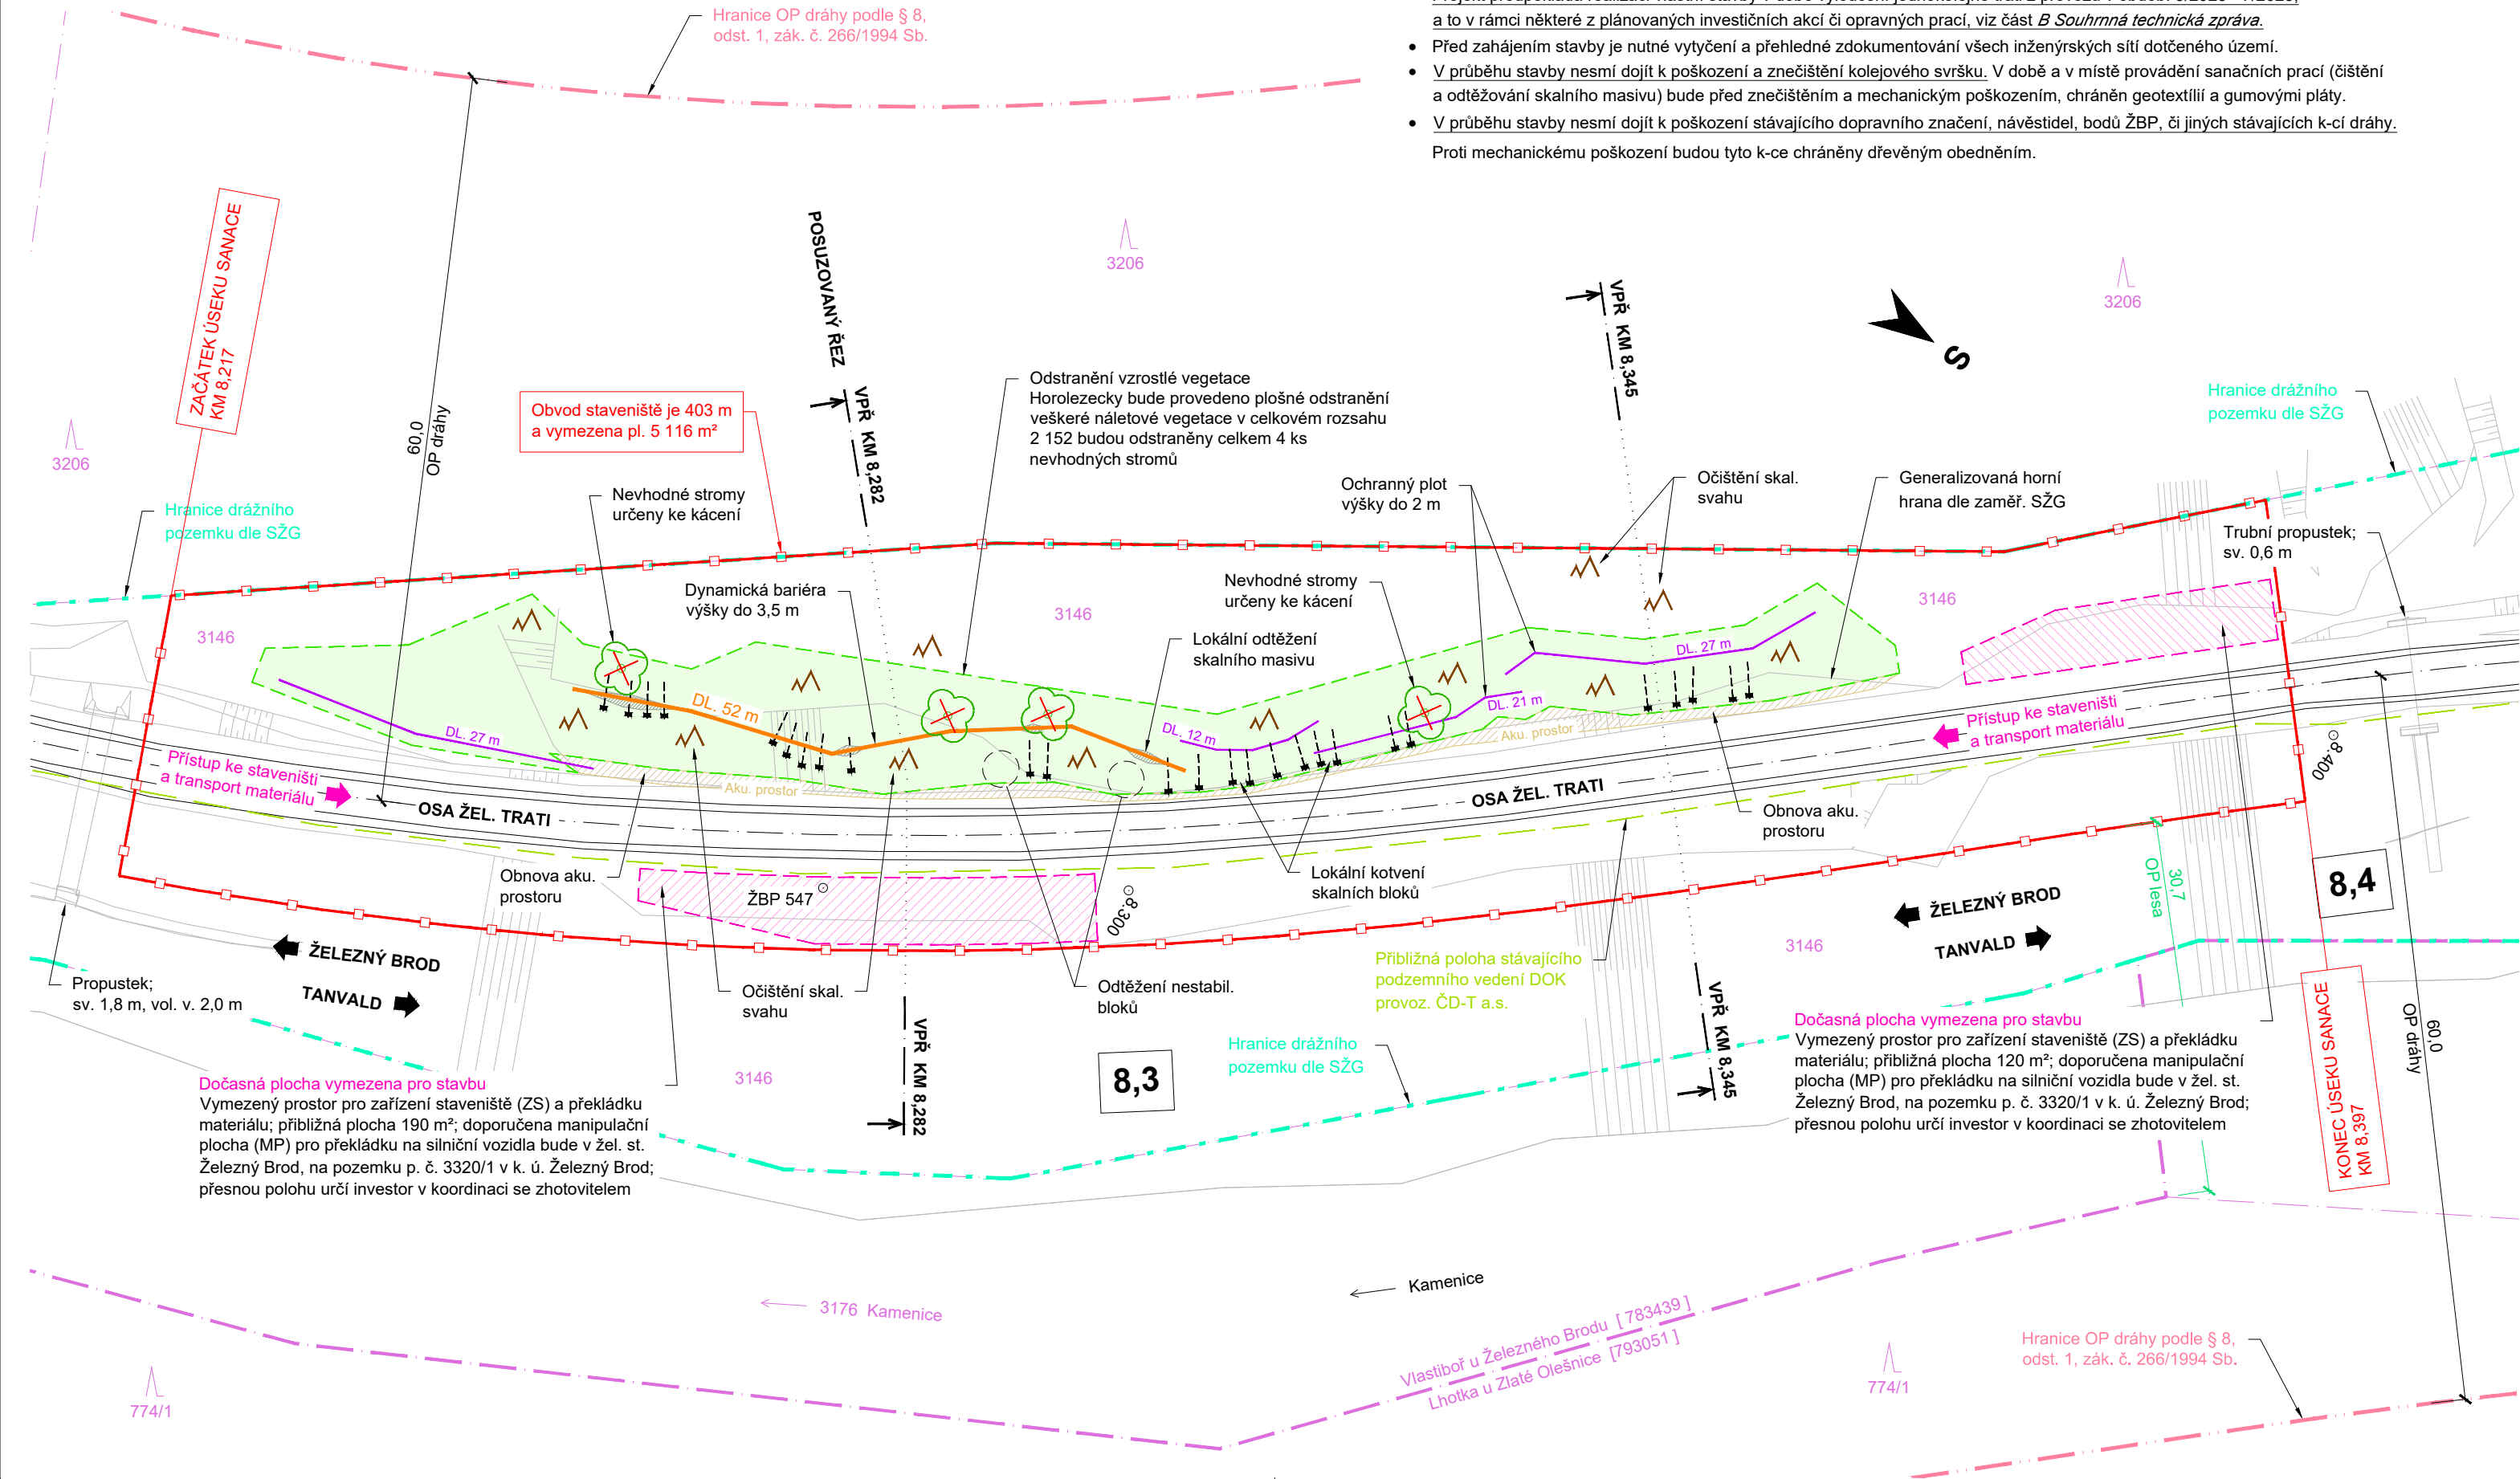 a to v rámci některé z plánovaných investičních akcí či opravných prací, viz část B Souhrnná technická zpráva.
• Před zahájením stavby je nutné vytyčení a přehledné zdokumentování všech inženýrských sítí dotčeného území.
• V průběhu stavby nesmí dojít k poškození a znečištění kolejového svršku. V době a v místě provádění sanačních prací (čištění
a odtěžování skalního masivu) bude před znečištěním a mechanickým poškozením, chráněn geotextílií a gumovými pláty.
• V průběhu stavby nesmí dojít k poškození stávajícího dopravního značení, návěstidel, bodů ŽBP, či jiných stávajících k-cí dráhy.
Proti mechanickému poškození budou tyto k-ce chráněny dřevěným obedněním.
Hranice OP dráhy podle § 8,
odst. 1, zák. č. 266/1994 Sb.
ZAČÁTEK ÚSEKU SANACE
KM 8,217
60,0
OP dráhy
POSUZOVANÝ ŘEZ
VPŘ KM 8,282
3206
3206
3206
VPŘ KM 8,345
S
Obvod staveniště je 403 m
a vymezena pl. 5 116 m²
Odstranění vzrostlé vegetace
Horolezecky bude provedeno plošné odstranění
veškeré náletové vegetace v celkovém rozsahu
2 152 budou odstraněny celkem 4 ks
nevhodných stromů
Hranice drážního
pozemku dle SŽG
Hranice drážního
pozemku dle SŽG
Nevhodné stromy
určeny ke kácení
Ochranný plot
výšky do 2 m
Očištění skal.
svahu
Generalizovaná horní
hrana dle zaměř. SŽG
Trubní propustek;
sv. 0,6 m
Dynamická bariéra
výšky do 3,5 m
Nevhodné stromy
určeny ke kácení
Lokální odtěžení
skalního masivu
3146
3146
3146
DL. 27 m
DL. 52 m
DL. 12 m
DL. 21 m
DL. 27 m
Aku. prostor
Aku. prostor
Přístup ke staveništi
a transport materiálu
Přístup ke staveništi
a transport materiálu
OSA ŽEL. TRATI
OSA ŽEL. TRATI
8.400
Obnova aku.
prostoru
Obnova aku.
prostoru
ŽBP 547
8.300
Lokální kotvení
skalních bloků
30,7
OP lesa
8,4
ŽELEZNÝ BROD
TANVALD
ŽELEZNÝ BROD
TANVALD
3146
Propustek;
sv. 1,8 m, vol. v. 2,0 m
Očištění skal.
svahu
Odtěžení nestabil.
bloků
Přibližná poloha stávajícího
podzemního vedení DOK
provoz. ČD-T a.s.
VPŘ KM 8,282
VPŘ KM 8,345
Hranice drážního
pozemku dle SŽG
3146
8,3
Dočasná plocha vymezena pro stavbu
Vymezený prostor pro zařízení staveniště (ZS) a překládku
materiálu; přibližná plocha 190 m²; doporučena manipulační
plocha (MP) pro překládku na silniční vozidla bude v žel. st.
Železný Brod, na pozemku p. č. 3320/1 v k. ú. Železný Brod;
přesnou polohu určí investor v koordinaci se zhotovitelem
Dočasná plocha vymezena pro stavbu
Vymezený prostor pro zařízení staveniště (ZS) a překládku
materiálu; přibližná plocha 120 m²; doporučena manipulační
plocha (MP) pro překládku na silniční vozidla bude v žel. st.
Železný Brod, na pozemku p. č. 3320/1 v k. ú. Železný Brod;
přesnou polohu určí investor v koordinaci se zhotovitelem
KONEC ÚSEKU SANACE
KM 8,397
60,0
OP dráhy
3176 Kamenice
Kamenice
Vlastiboř u Železného Brodu [ 783439 ]
Lhotka u Zlaté Olešnice [793051 ]
Hranice OP dráhy podle § 8,
odst. 1, zák. č. 266/1994 Sb.
774/1
774/1